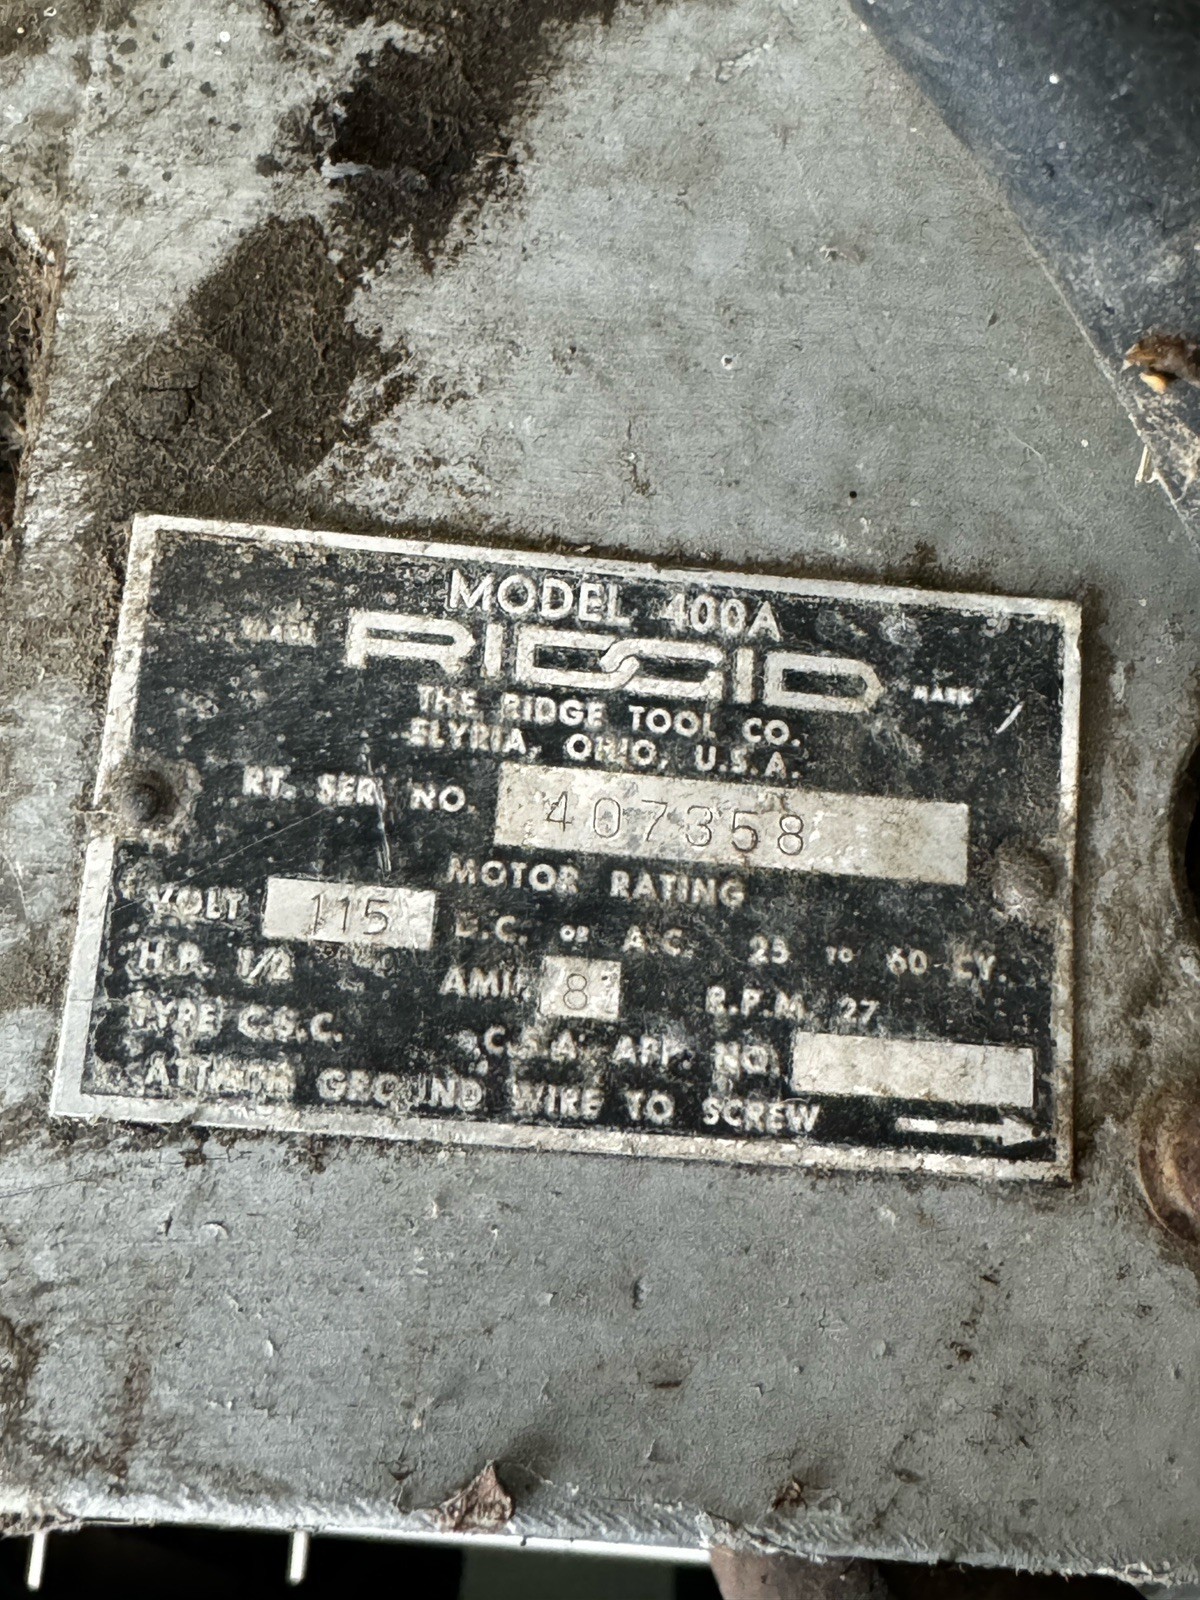 MODEL 400A
RIDGID MARK
THE RIDGE TOOL CO.
ELYRIA, OHIO, U.S.A.
RT. SER. NO. 407358
MOTOR RATING
VOLT 115 D.C. OR A.C. 25 TO 60 CY.
H.P. 1/2 AMP. 8 R.P.M. 27
TYPE C.S.C. C.S.A. APP. NO.
ATTACH GROUND WIRE TO SCREW